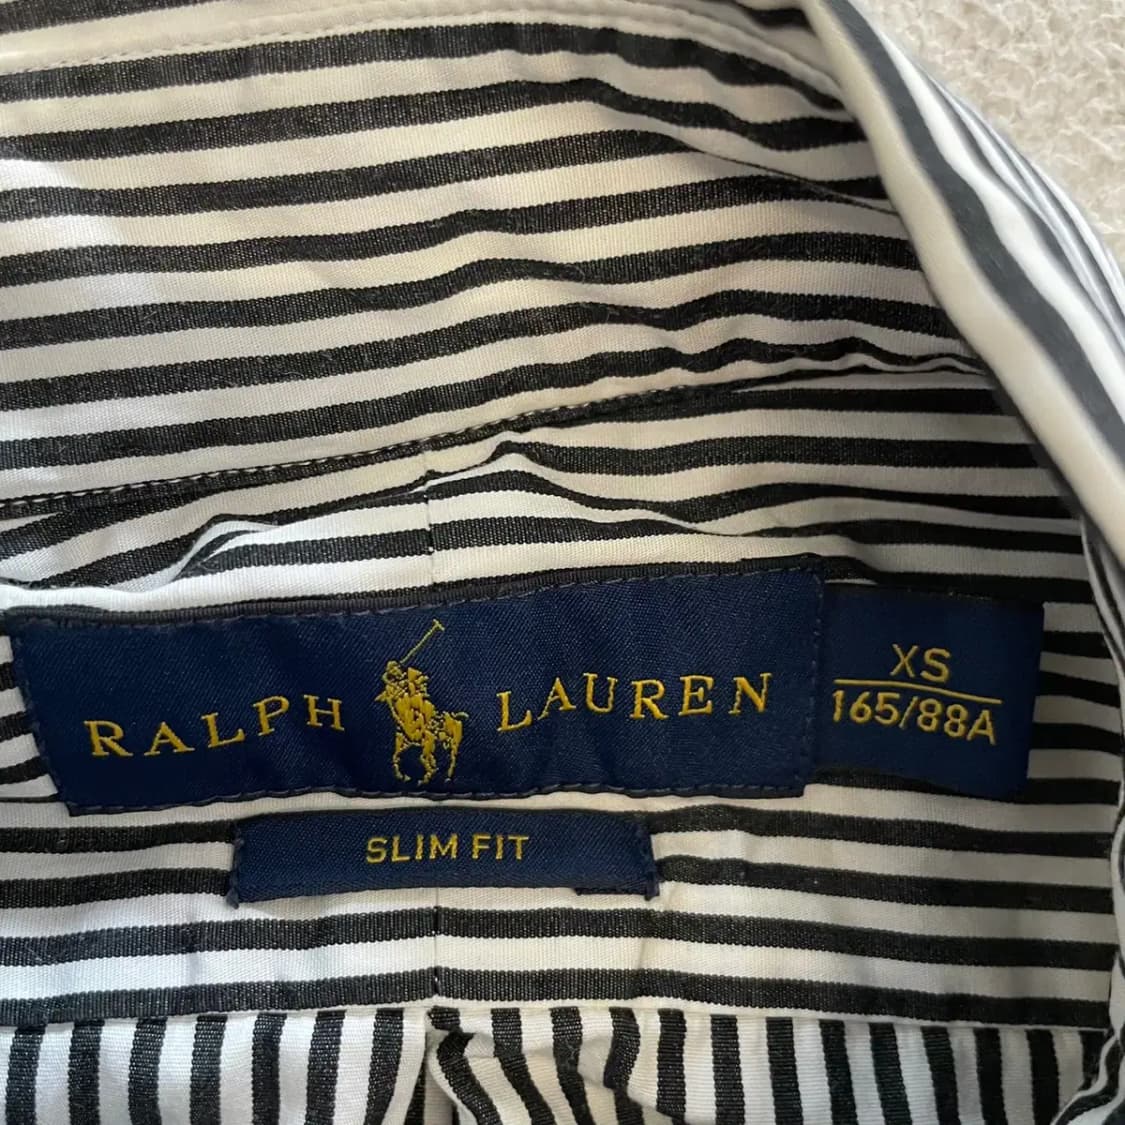 RALPH LAUREN
XS
165/88A
SLIM FIT